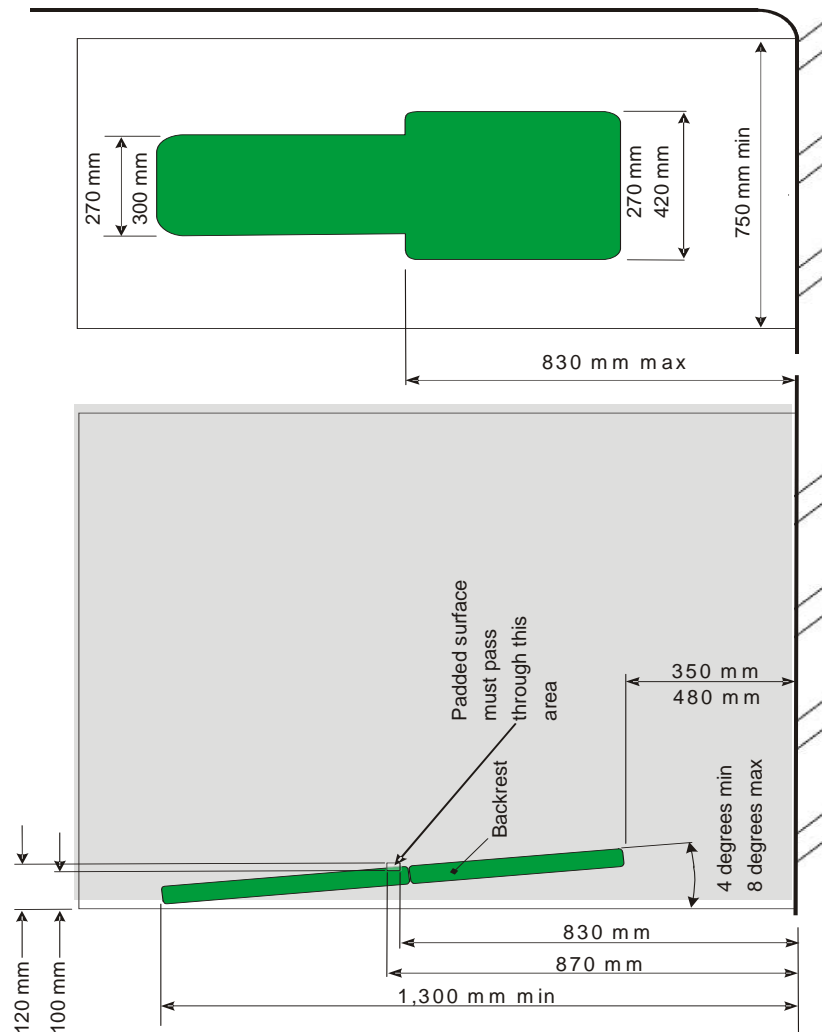 270 mm
300 mm
270 mm
420 mm
750 mm min
830 mm max
Padded surface
must pass
through this
area
Backrest
350 mm
480 mm
4 degrees min
8 degrees max
120 mm
100 mm
830 mm
870 mm
1,300 mm min